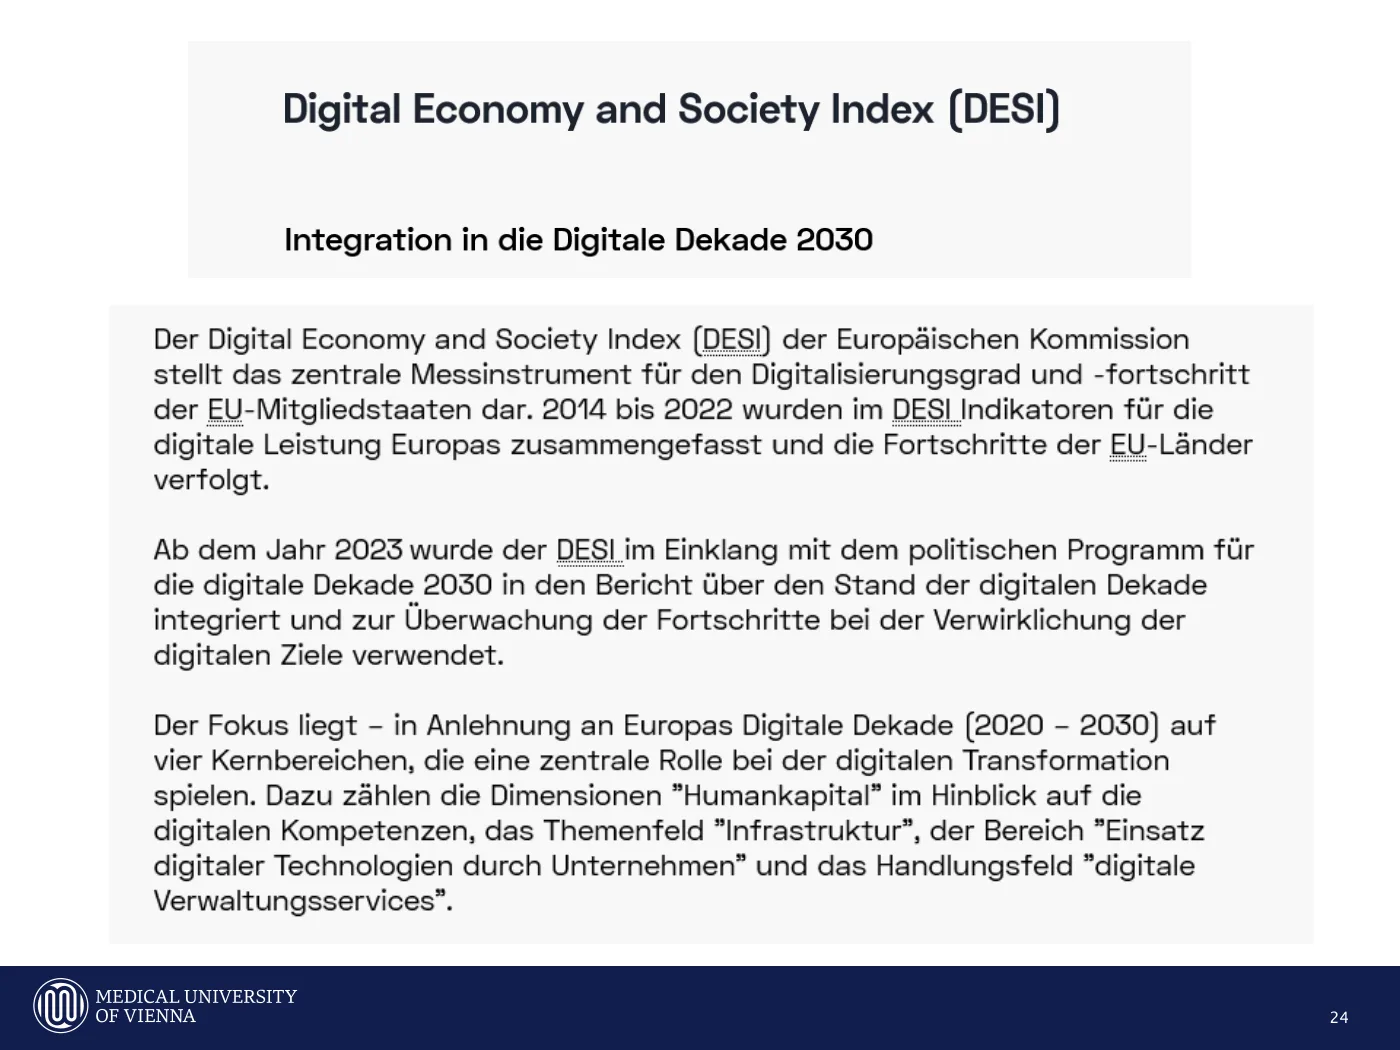 Digital Economy and Society Index (DESI)
Integration in die Digitale Dekade 2030
Der Digital Economy and Society Index (DESI) der Europäischen Kommission
stellt das zentrale Messinstrument für den Digitalisierungsgrad und -fortschritt
der EU-Mitgliedstaaten dar. 2014 bis 2022 wurden im DESI Indikatoren für die
digitale Leistung Europas zusammengefasst und die Fortschritte der EU-Länder
verfolgt.
Ab dem Jahr 2023 wurde der DESI im Einklang mit dem politischen Programm für
die digitale Dekade 2030 in den Bericht über den Stand der digitalen Dekade
integriert und zur Überwachung der Fortschritte bei der Verwirklichung der
digitalen Ziele verwendet.
Der Fokus liegt – in Anlehnung an Europas Digitale Dekade (2020 – 2030) auf
vier Kernbereichen, die eine zentrale Rolle bei der digitalen Transformation
spielen. Dazu zählen die Dimensionen ”Humankapital” im Hinblick auf die
digitalen Kompetenzen, das Themenfeld ”Infrastruktur”, der Bereich ”Einsatz
digitaler Technologien durch Unternehmen” und das Handlungsfeld ”digitale
Verwaltungsservices”.
MEDICAL UNIVERSITY
OF VIENNA
24